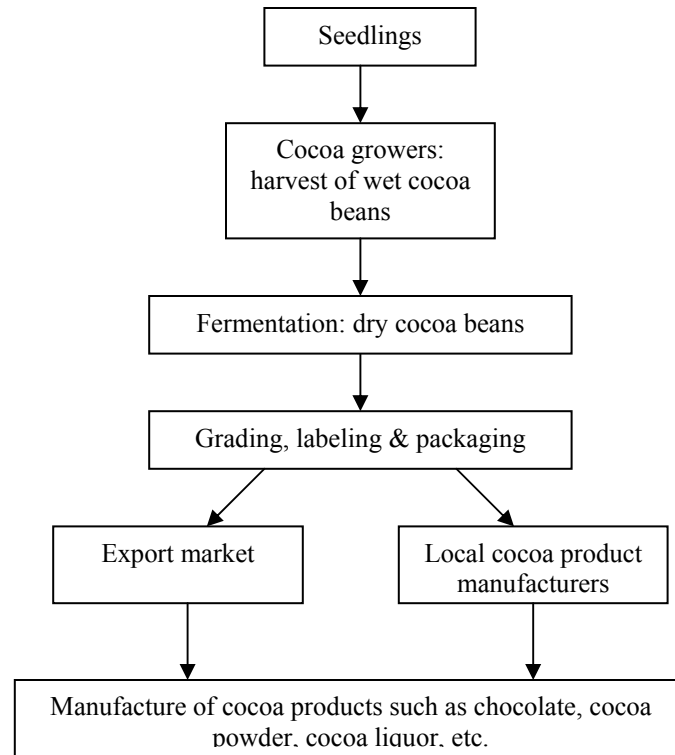 Seedlings
Cocoa growers:
harvest of wet cocoa
beans
Fermentation: dry cocoa beans
Grading, labeling & packaging
Export market
Local cocoa product
manufacturers
Manufacture of cocoa products such as chocolate, cocoa
powder, cocoa liquor, etc.